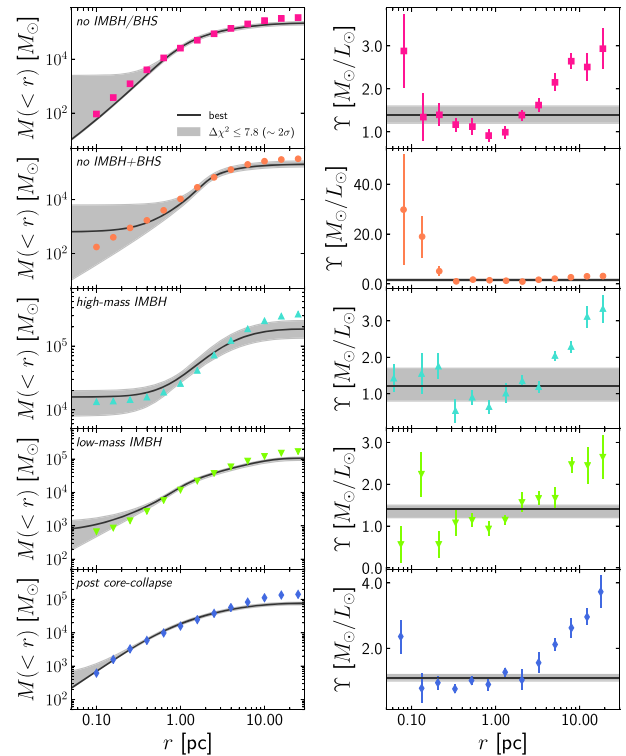 no IMBH/BHS
M(< r) [M⊙]
10⁴
10²
best
Δχ² ≤ 7.8 (∼ 2σ)
Υ [M⊙/L⊙]
3.0
2.0
1.0
no IMBH+BHS
M(< r) [M⊙]
10⁴
10²
Υ [M⊙/L⊙]
40.0
20.0
0.0
high-mass IMBH
M(< r) [M⊙]
10⁵
10⁴
Υ [M⊙/L⊙]
3.0
2.0
1.0
low-mass IMBH
M(< r) [M⊙]
10⁵
10⁴
10³
10²
Υ [M⊙/L⊙]
3.0
2.0
1.0
0.0
post core-collapse
M(< r) [M⊙]
10⁵
10⁴
10³
10²
Υ [M⊙/L⊙]
4.0
2.0
0.10 1.00 10.00
r [pc]
0.10 1.00 10.00
r [pc]